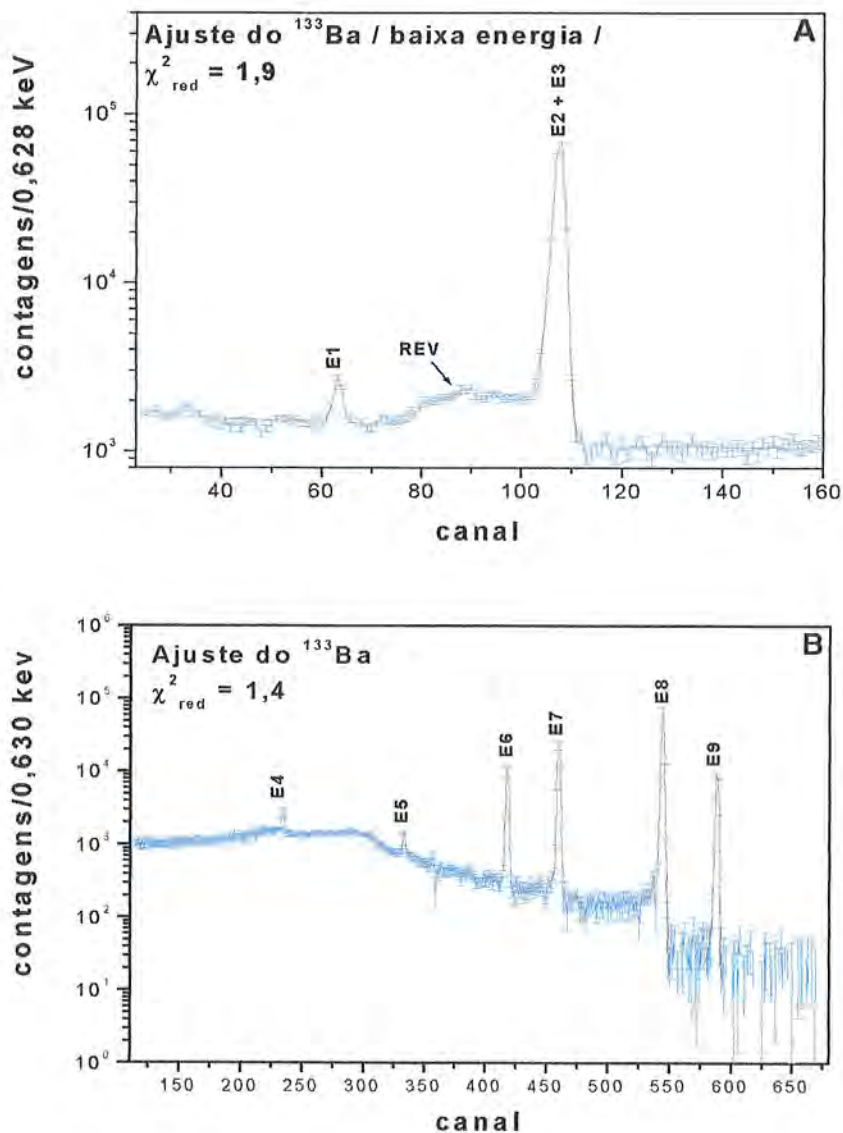 Ajuste do ¹³³Ba / baixa energia /
A
χ²red = 1,9
E2 + E3
E1
REV
contagens/0,628 keV
10⁵
10⁴
10³
40 60 80 100 120 140 160
canal
Ajuste do ¹³³Ba
B
χ²red = 1,4
E4
E5
E6
E7
E8
E9
contagens/0,630 kev
10⁶
10⁵
10⁴
10³
10²
10¹
10⁰
150 200 250 300 350 400 450 500 550 600 650
canal